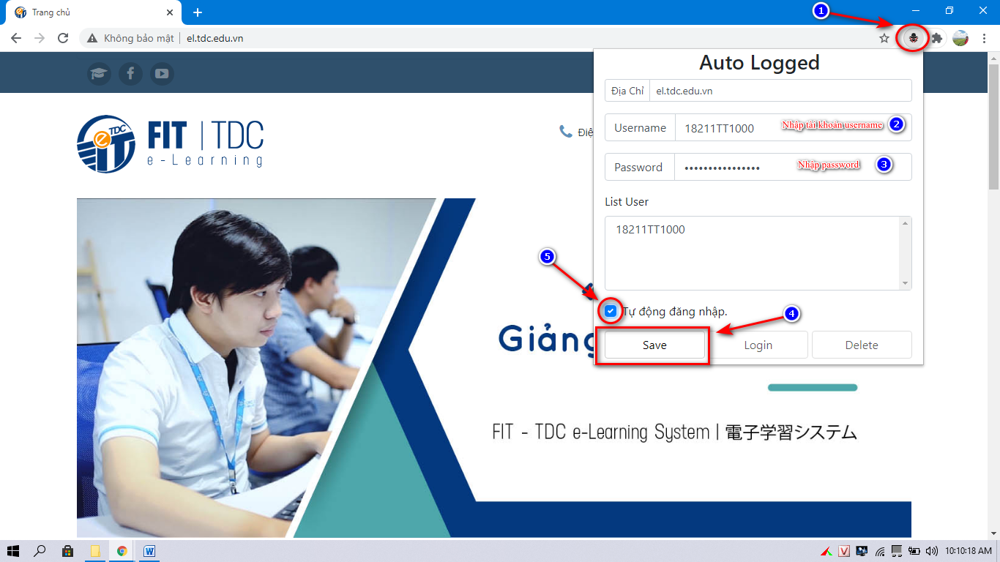 Trang chủ
1
Không bảo mật
el.tdc.edu.vn
Auto Logged
Địa Chỉ
el.tdc.edu.vn
Username
18211TT1000
Nhập tài khoản username
2
Password
••••••••••••••••
Nhập password
3
List User
18211TT1000
5
Tự động đăng nhập.
4
Save
Login
Delete
TDC
e
IT
FIT | TDC
e-Learning
Điệ
Giảng
FIT - TDC e-Learning System | 電子学習システム
10:10:18 AM